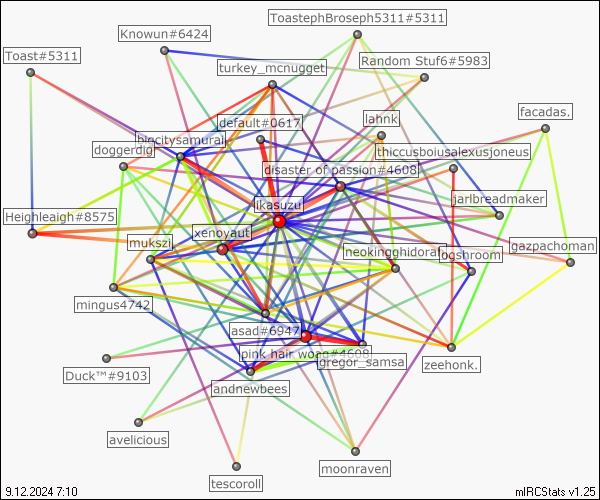 ToastephBroseph5311#5311
Knowun#6424
Toast#5311
Random Stuf6#5983
turkey_mcnugget
facadas.
default#0617
lahnk
bigcitysamurai
doggerdig
thiccusboiusalexusjoneus
disaster of passion#4608
jarlbreadmaker
ikasuzu
Heighleaigh#8575
xenoyaut
mukszi
gazpachoman
neokingghidorah
fogshroom
mingus4742
asad#6947
pink hair woag#4608
gregor_samsa
zeehonk.
Duck™#9103
andnewbees
avelicious
moonraven
tescoroll
9.12.2024 7:10
mIRCStats v1.25